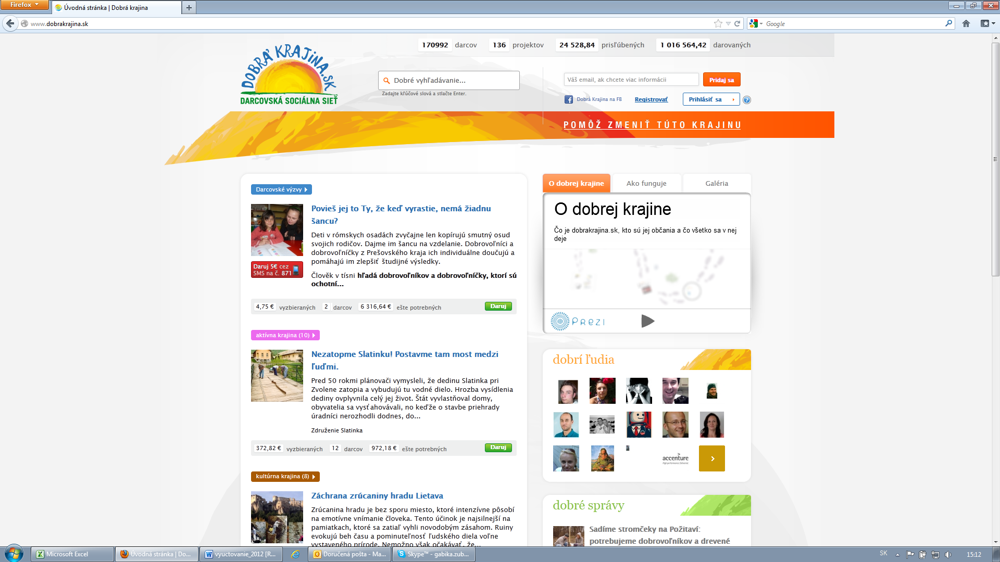 Firefox
Úvodná stránka | Dobrá krajina
www.dobrakrajina.sk
Google
170992 darcov 136 projektov 24 528,84 prisľúbených 1 016 564,42 darovaných
DOBRÁ KRAJINA.SK
DARCOVSKÁ SOCIÁLNA SIEŤ
Dobré vyhľadávanie...
Zadajte kľúčové slová a stlačte Enter.
Váš email, ak chcete viac informácii
Pridaj sa
Dobrá Krajina na FB
Registrovať
Prihlásiť sa
?
POMÔŽ ZMENIŤ TÚTO KRAJINU
Darcovské výzvy
Povieš jej to Ty, že keď vyrastie, nemá žiadnu
šancu?
Deti v rómskych osadách zvyčajne len kopírujú smutný osud
svojich rodičov. Dajme im šancu na vzdelanie. Dobrovoľníci a
dobrovoľníčky z Prešovského kraja ich individuálne doučujú a
pomáhajú im zlepšiť študijné výsledky.
Daruj 5€ cez
SMS na č. 871
Člověk v tísni hľadá dobrovoľníkov a dobrovoľníčky, ktorí sú
ochotní...
4,75 € vyzbieraných 2 darcov 6 316,64 € ešte potrebných
Daruj
aktívna krajina (10)
Nezatopme Slatinku! Postavme tam most medzi
ľuďmi.
Pred 50 rokmi plánovači vymysleli, že dedinu Slatinka pri
Zvolene zatopia a vybudujú tu vodné dielo. Hrozba vysídlenia
dediny ovplyvnila celý jej život. Štát vyvlastňoval domy,
obyvatelia sa vysťahovávali, no keďže o stavbe priehrady
úradníci nerozhodli dodnes, do...
Združenie Slatinka
372,82 € vyzbieraných 12 darcov 972,18 € ešte potrebných
Daruj
kultúrna krajina (8)
Záchrana zrúcaniny hradu Lietava
Zrúcanina hradu je bez sporu miesto, ktoré intenzívne pôsobí
na emotívne vnímanie človeka. Tento účinok je najsilnejší na
pamiatkach, ktoré sa zatiaľ vyhli novodobým zásahom. Ruiny
evokujú beh času a pominuteľnosť ľudského diela voľne
vystaveného prírode. Nemožno však očakávať, že...
O dobrej krajine
Ako funguje
Galéria
O dobrej krajine
Čo je dobrakrajina.sk, kto sú jej občania a čo všetko sa v nej
deje
Prezi
dobrí ľudia
accenture
High performance. Delivered.
dobré správy
Sadíme stromčeky na Požitaví:
potrebujeme dobrovoľníkov a drevené
Microsoft Excel
Úvodná stránka | Do...
vyuctovanie_2012 [R...
Doručená pošta - Ma...
Skype™ - gabika.zub...
SK
15:12